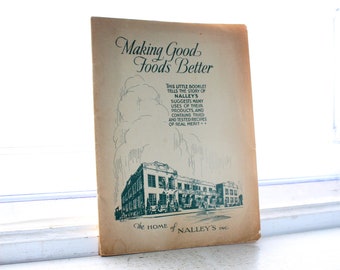 Making Good
Foods Better
THIS LITTLE BOOKLET
TELLS THE STORY OF
NALLEY'S
SUGGESTS MANY
USES OF THEIR
PRODUCTS, AND
CONTAINS TRIED
AND TESTED RECIPES
OF REAL MERIT - -
The HOME of NALLEY'S INC.